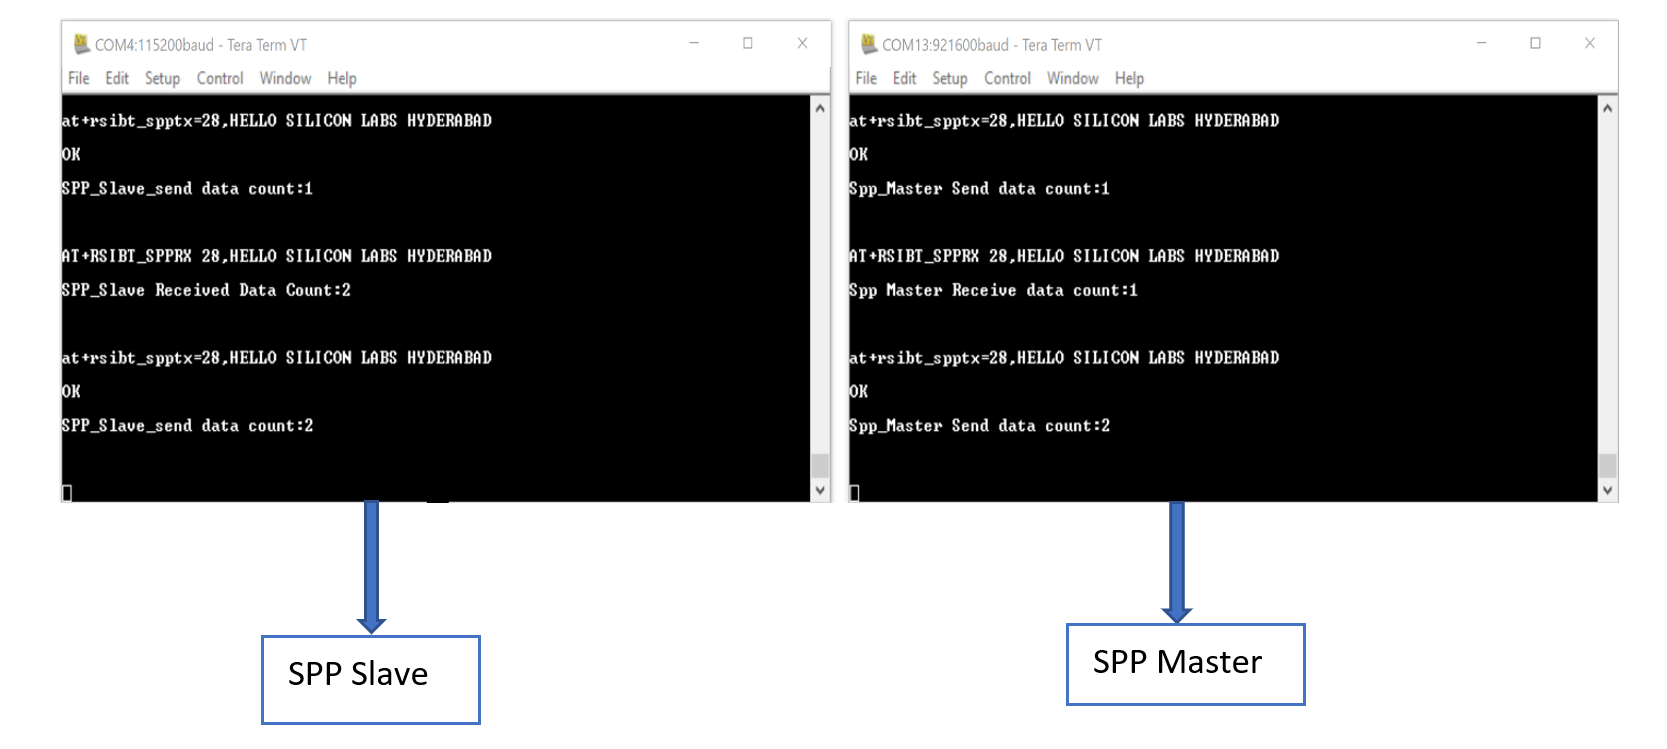 COM4:115200baud - Tera Term VT
File Edit Setup Control Window Help
at+rsibt_spptx=28,HELLO SILICON LABS HYDERABAD
OK
SPP_Slave_send data count:1
AT+RSIBT_SPPRX 28,HELLO SILICON LABS HYDERABAD
SPP_Slave Received Data Count:2
at+rsibt_spptx=28,HELLO SILICON LABS HYDERABAD
OK
SPP_Slave_send data count:2
SPP Slave
COM13:921600baud - Tera Term VT
File Edit Setup Control Window Help
at+rsibt_spptx=28,HELLO SILICON LABS HYDERABAD
OK
Spp_Master Send data count:1
AT+RSIBT_SPPRX 28,HELLO SILICON LABS HYDERABAD
Spp Master Receive data count:1
at+rsibt_spptx=28,HELLO SILICON LABS HYDERABAD
OK
Spp_Master Send data count:2
SPP Master